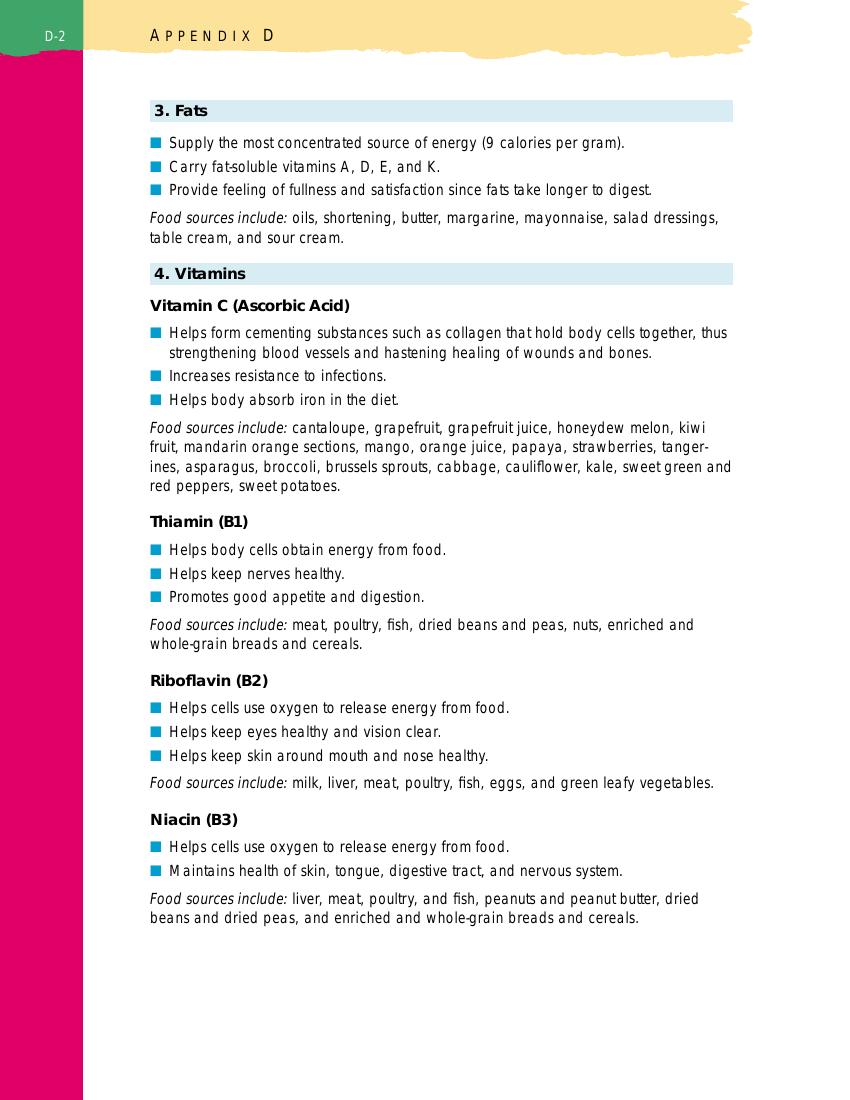 D-2
APPENDIX D
3. Fats
■ Supply the most concentrated source of energy (9 calories per gram).
■ Carry fat-soluble vitamins A, D, E, and K.
■ Provide feeling of fullness and satisfaction since fats take longer to digest.
Food sources include: oils, shortening, butter, margarine, mayonnaise, salad dressings,
table cream, and sour cream.
4. Vitamins
Vitamin C (Ascorbic Acid)
■ Helps form cementing substances such as collagen that hold body cells together, thus
strengthening blood vessels and hastening healing of wounds and bones.
■ Increases resistance to infections.
■ Helps body absorb iron in the diet.
Food sources include: cantaloupe, grapefruit, grapefruit juice, honeydew melon, kiwi
fruit, mandarin orange sections, mango, orange juice, papaya, strawberries, tanger-
ines, asparagus, broccoli, brussels sprouts, cabbage, cauliflower, kale, sweet green and
red peppers, sweet potatoes.
Thiamin (B1)
■ Helps body cells obtain energy from food.
■ Helps keep nerves healthy.
■ Promotes good appetite and digestion.
Food sources include: meat, poultry, fish, dried beans and peas, nuts, enriched and
whole-grain breads and cereals.
Riboflavin (B2)
■ Helps cells use oxygen to release energy from food.
■ Helps keep eyes healthy and vision clear.
■ Helps keep skin around mouth and nose healthy.
Food sources include: milk, liver, meat, poultry, fish, eggs, and green leafy vegetables.
Niacin (B3)
■ Helps cells use oxygen to release energy from food.
■ Maintains health of skin, tongue, digestive tract, and nervous system.
Food sources include: liver, meat, poultry, and fish, peanuts and peanut butter, dried
beans and dried peas, and enriched and whole-grain breads and cereals.